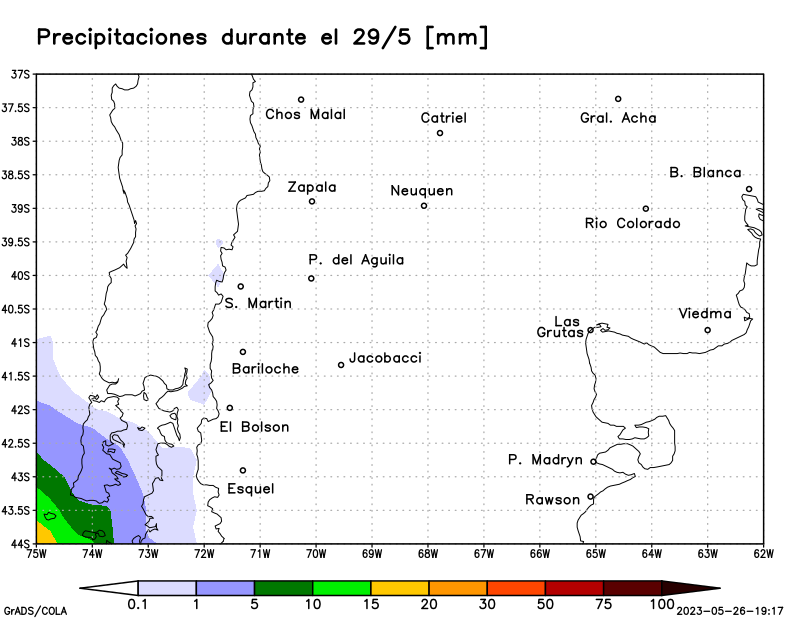 Precipitaciones durante el 29/5 [mm]
37S
37.5S
Chos Malal
Catriel
Gral. Acha
38S
38.5S
B. Blanca
Zapala
Neuquen
39S
Rio Colorado
39.5S
P. del Aguila
40S
S. Martin
40.5S
Viedma
Las
Grutas
41S
Jacobacci
Bariloche
41.5S
42S
El Bolson
42.5S
P. Madryn
43S
Esquel
Rawson
43.5S
44S
75W 74W 73W 72W 71W 70W 69W 68W 67W 66W 65W 64W 63W 62W
0.1 1 5 10 15 20 30 50 75 100
GrADS/COLA
2023-05-26-19:17